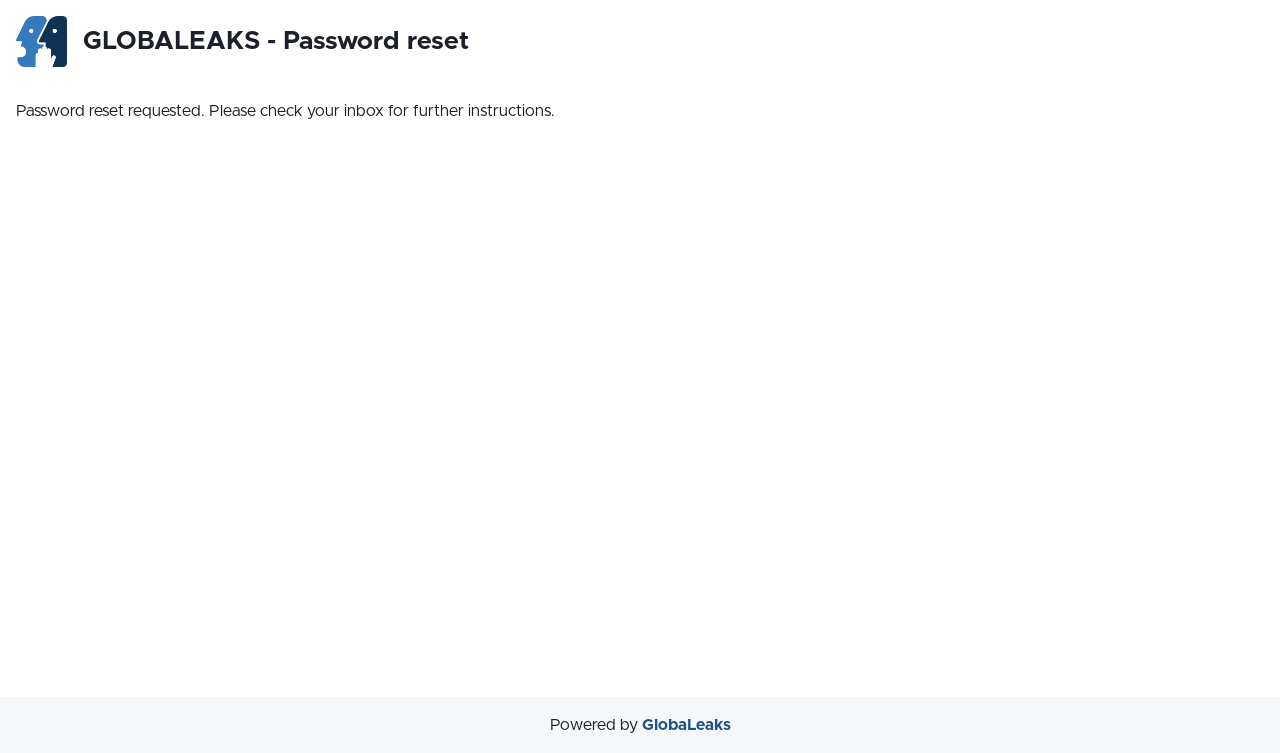 GLOBALEAKS - Password reset
Password reset requested. Please check your inbox for further instructions.
Powered by GlobaLeaks